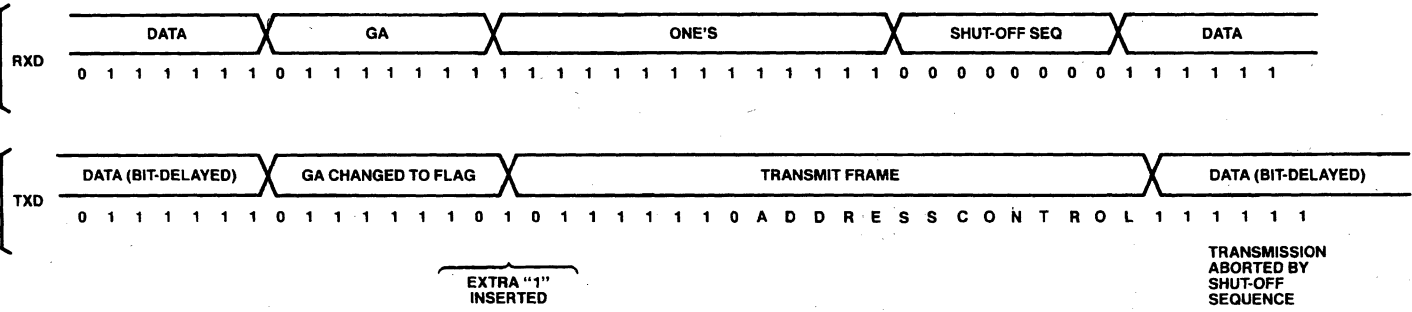 DATA GA ONE'S SHUT-OFF SEQ DATA
RXD
0 1 1 1 1 1 1 0 1 1 1 1 1 1 1 1 1 1 1 1 1 1 1 1 1 1 1 1 1 0 0 0 0 0 0 0 0 1 1 1 1 1 1
DATA (BIT-DELAYED) GA CHANGED TO FLAG TRANSMIT FRAME DATA (BIT-DELAYED)
TXD
0 1 1 1 1 1 1 0 1 1 1 1 1 1 0 1 0 1 1 1 1 1 1 0 A D D R E S S C O N T R O L 1 1 1 1 1 1
EXTRA "1"
INSERTED
TRANSMISSION
ABORTED BY
SHUT-OFF
SEQUENCE